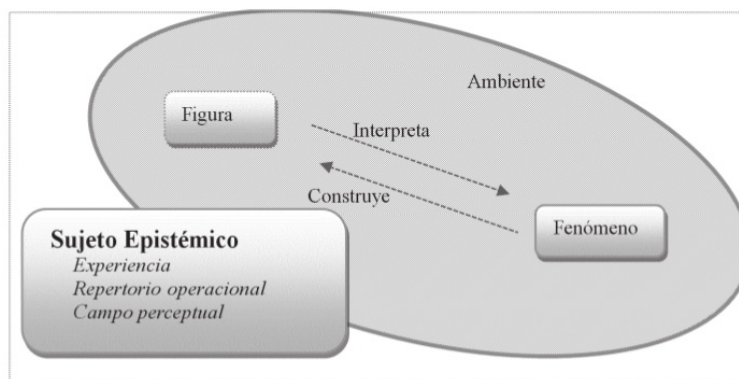 Ambiente
Figura
Interpreta
Construye
Fenómeno
Sujeto Epistémico
Experiencia
Repertorio operacional
Campo perceptual